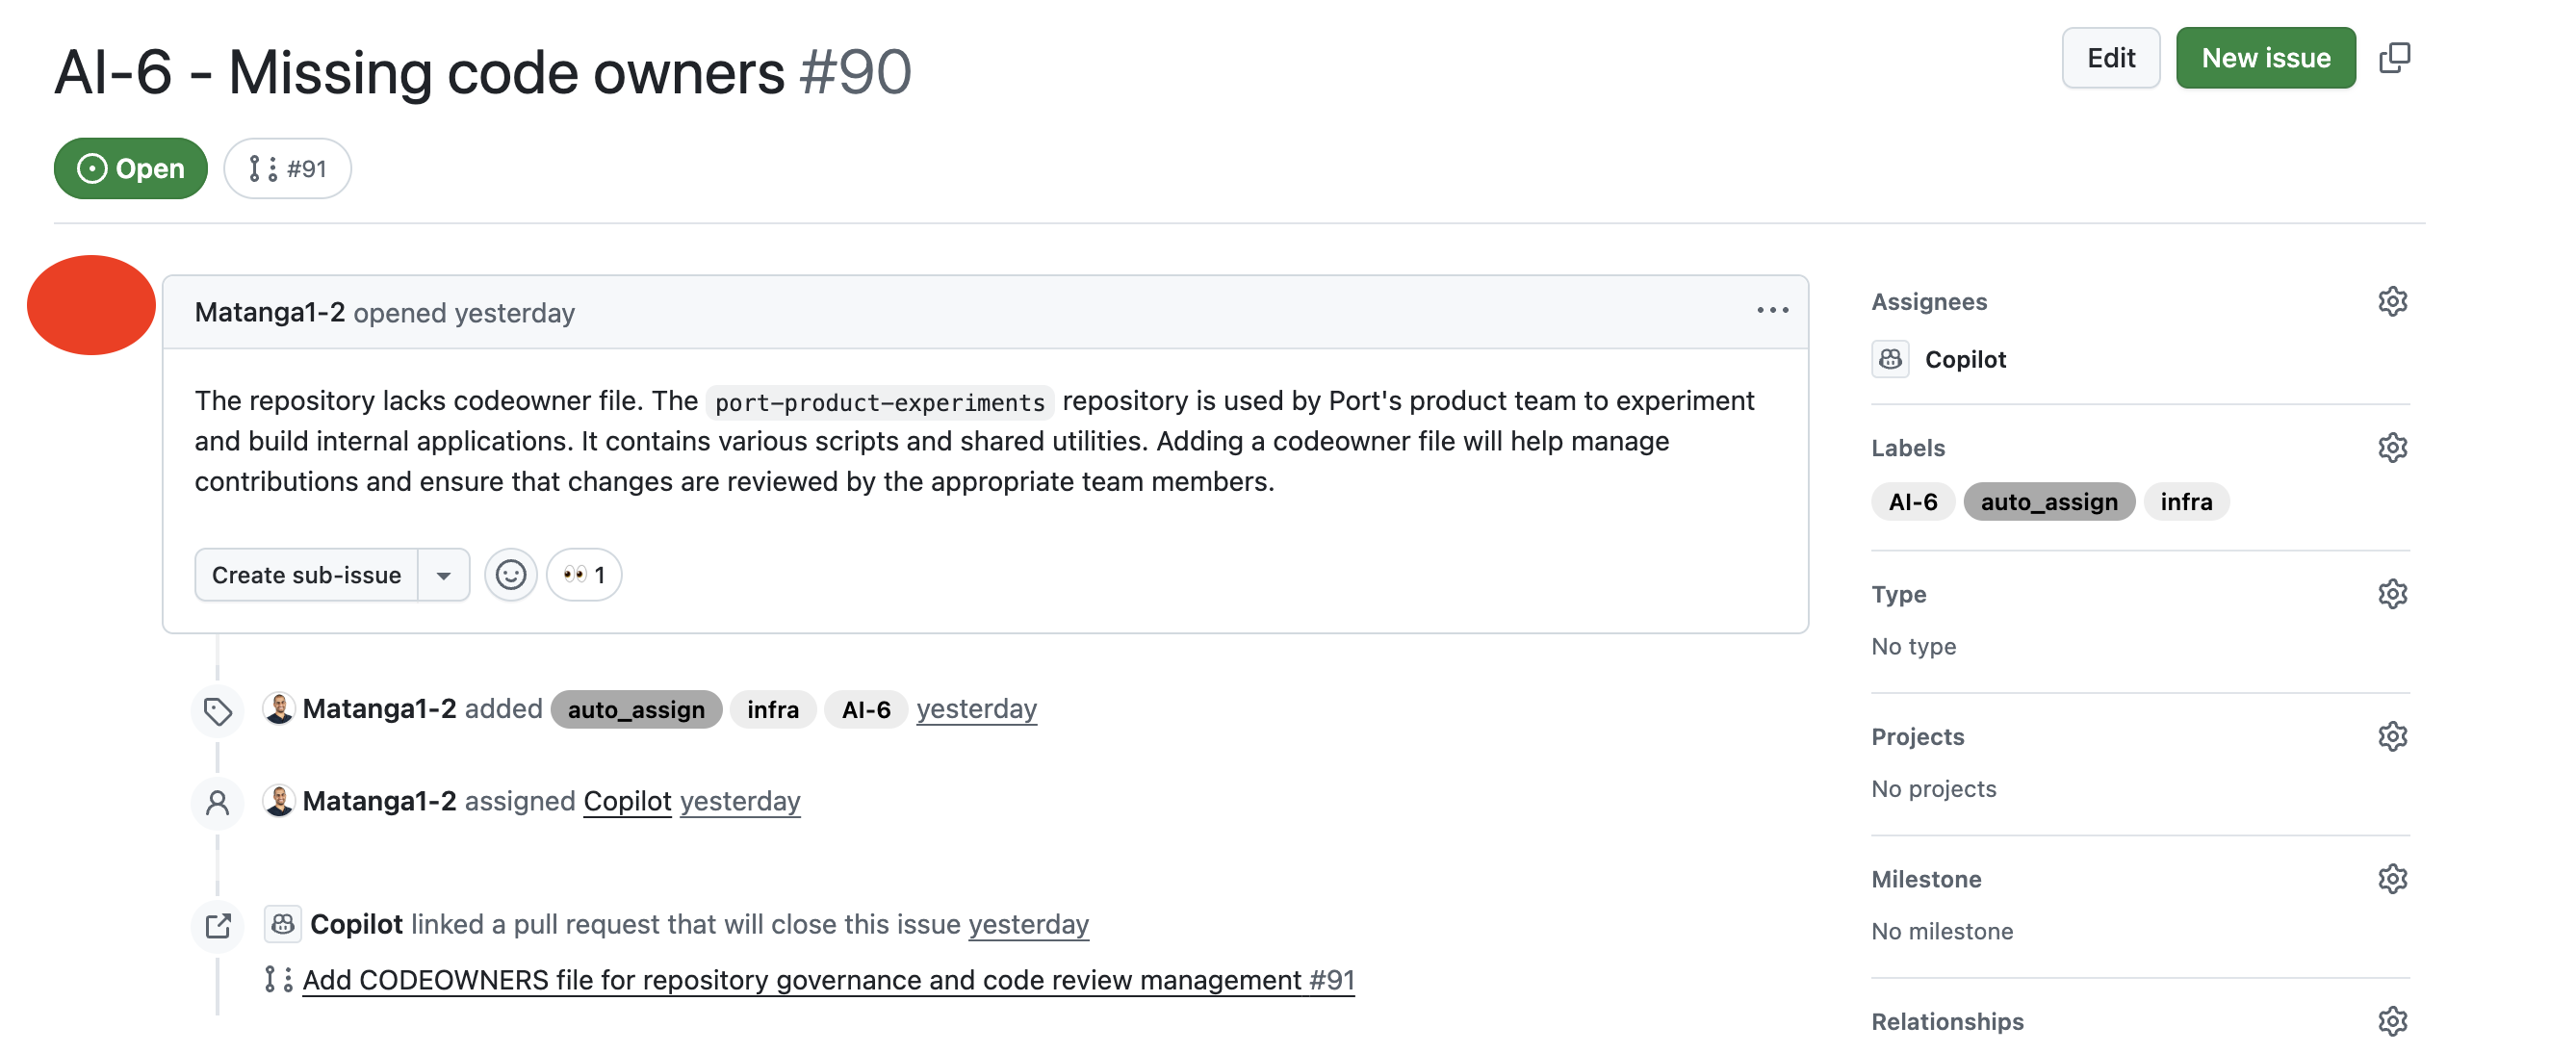 AI-6 - Missing code owners #90
Edit
New issue
Open
#91
Matanga1-2 opened yesterday
The repository lacks codeowner file. The port-product-experiments repository is used by Port's product team to experiment
and build internal applications. It contains various scripts and shared utilities. Adding a codeowner file will help manage
contributions and ensure that changes are reviewed by the appropriate team members.
Create sub-issue
👀 1
Matanga1-2 added auto_assign infra AI-6 yesterday
Matanga1-2 assigned Copilot yesterday
Copilot linked a pull request that will close this issue yesterday
Add CODEOWNERS file for repository governance and code review management #91
Assignees
Copilot
Labels
AI-6 auto_assign infra
Type
No type
Projects
No projects
Milestone
No milestone
Relationships